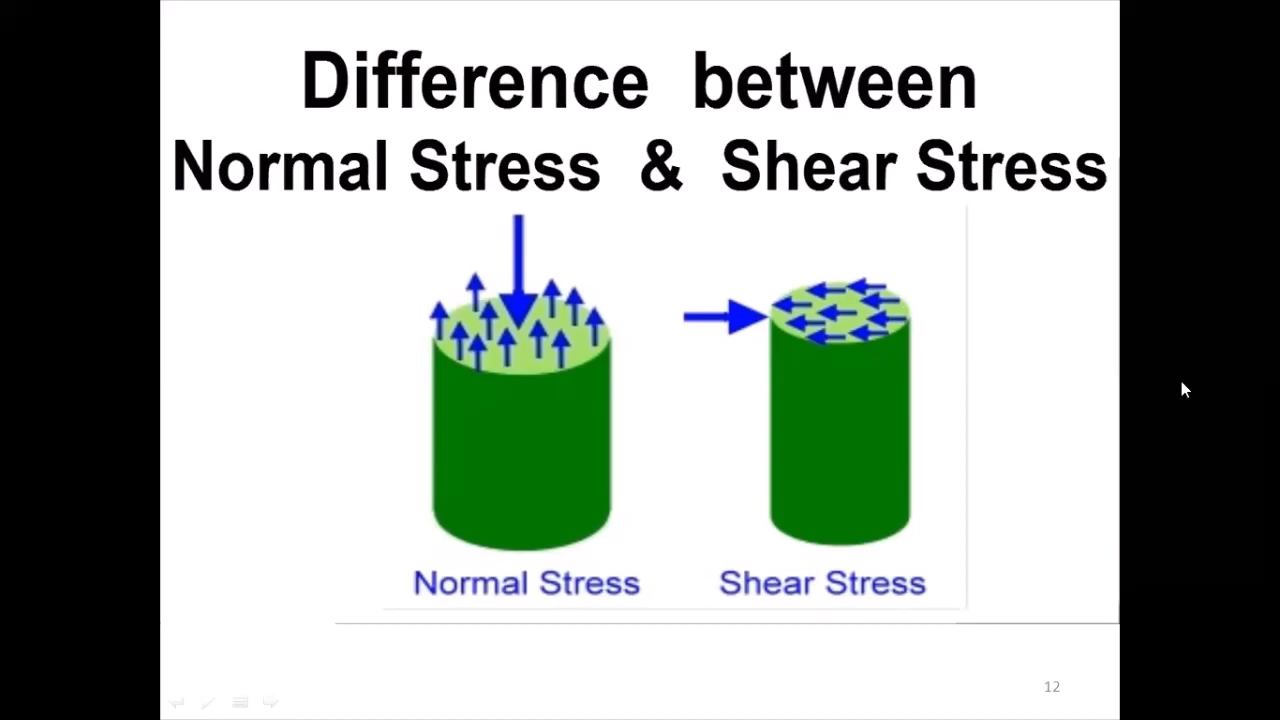 Difference between
Normal Stress & Shear Stress
Normal Stress
Shear Stress
12